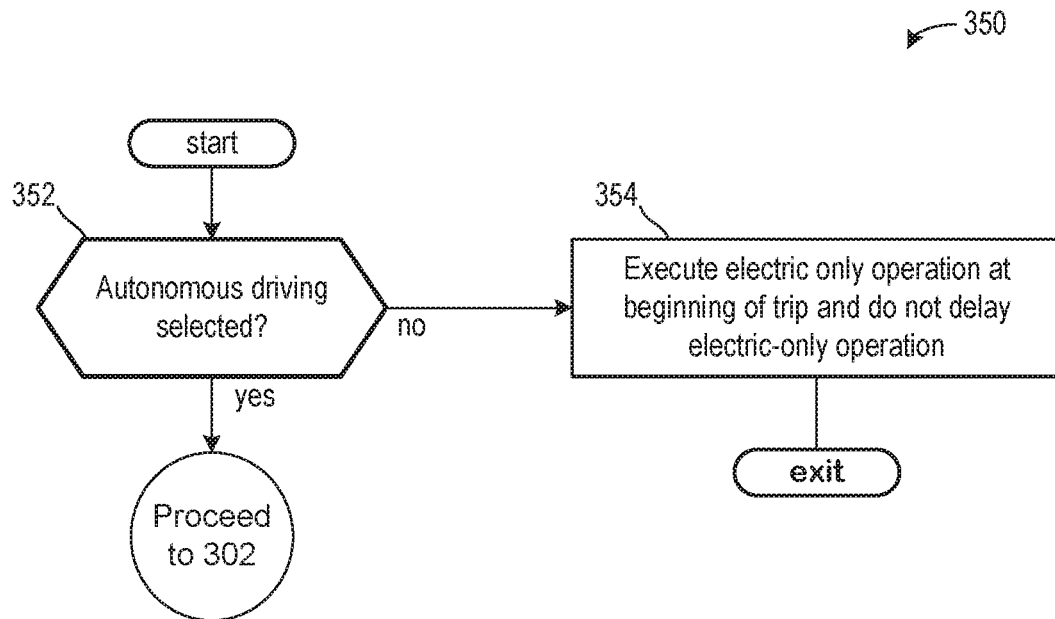 350
start
352
Autonomous driving
selected?
no
yes
354
Execute electric only operation at
beginning of trip and do not delay
electric-only operation
exit
Proceed
to 302